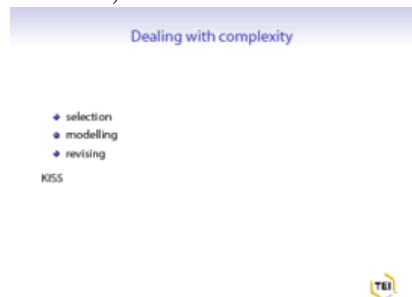 Dealing with complexity
selection
modelling
revising
KISS
TEI